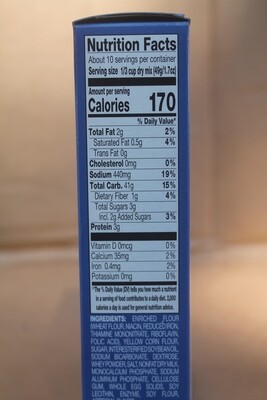 Nutrition Facts
About 10 servings per container
Serving size 1/3 cup dry mix (49g/1.7oz)
Amount per serving
Calories 170
% Daily Value*
Total Fat 2g 2%
Saturated Fat 0.5g 4%
Trans Fat 0g
Cholesterol 0mg 0%
Sodium 440mg 19%
Total Carb. 41g 15%
Dietary Fiber 1g 4%
Total Sugars 3g
Incl. 2g Added Sugars 3%
Protein 3g
Vitamin D 0mcg 0%
Calcium 35mg 2%
Iron 0.4mg 2%
Potassium 0mg 0%
*The % Daily Value (DV) tells you how much a nutrient
in a serving of food contributes to a daily diet. 2,000
calories a day is used for general nutrition advice.
INGREDIENTS: ENRICHED FLOUR
(WHEAT FLOUR, NIACIN, REDUCED IRON,
THIAMINE MONONITRATE, RIBOFLAVIN,
FOLIC ACID), YELLOW CORN FLOUR,
SUGAR, INTERESTERIFIED SOYBEAN OIL,
SODIUM BICARBONATE, DEXTROSE,
WHEY POWDER, SALT, NONFAT DRY MILK,
MONOCALCIUM PHOSPHATE, SODIUM
ALUMINUM PHOSPHATE, CELLULOSE
GUM, WHOLE EGG SOLIDS, SOY
LECITHIN, ENZYME, SOY FLOUR,